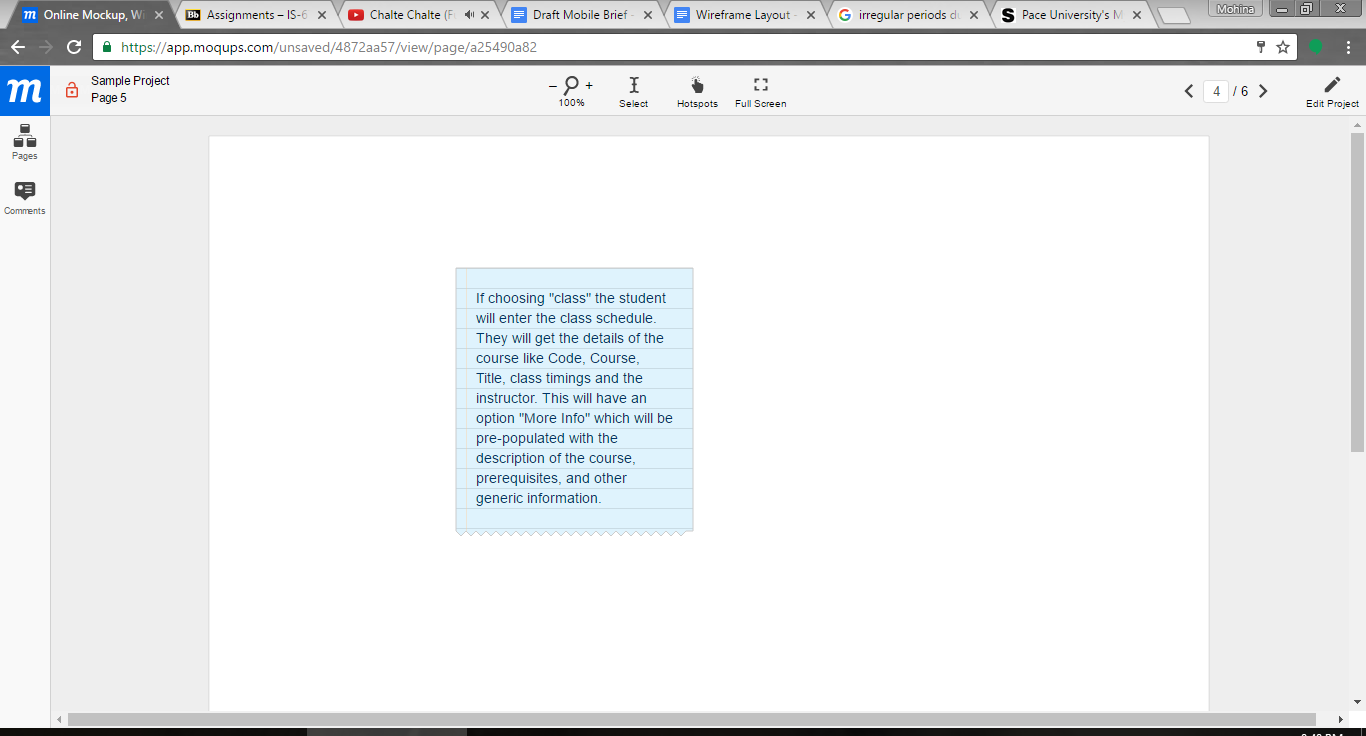 Online Mockup, Wi
Bb Assignments – IS-6
Chalte Chalte (F
Draft Mobile Brief -
Wireframe Layout -
G irregular periods du
S Pace University's M
Mohina
https://app.moqups.com/unsaved/4872aa57/view/page/a25490a82
m
Sample Project
Page 5
– +
100%
Select
Hotspots
Full Screen
4 / 6
Edit Project
Pages
Comments
If choosing "class" the student
will enter the class schedule.
They will get the details of the
course like Code, Course,
Title, class timings and the
instructor. This will have an
option "More Info" which will be
pre-populated with the
description of the course,
prerequisites, and other
generic information.